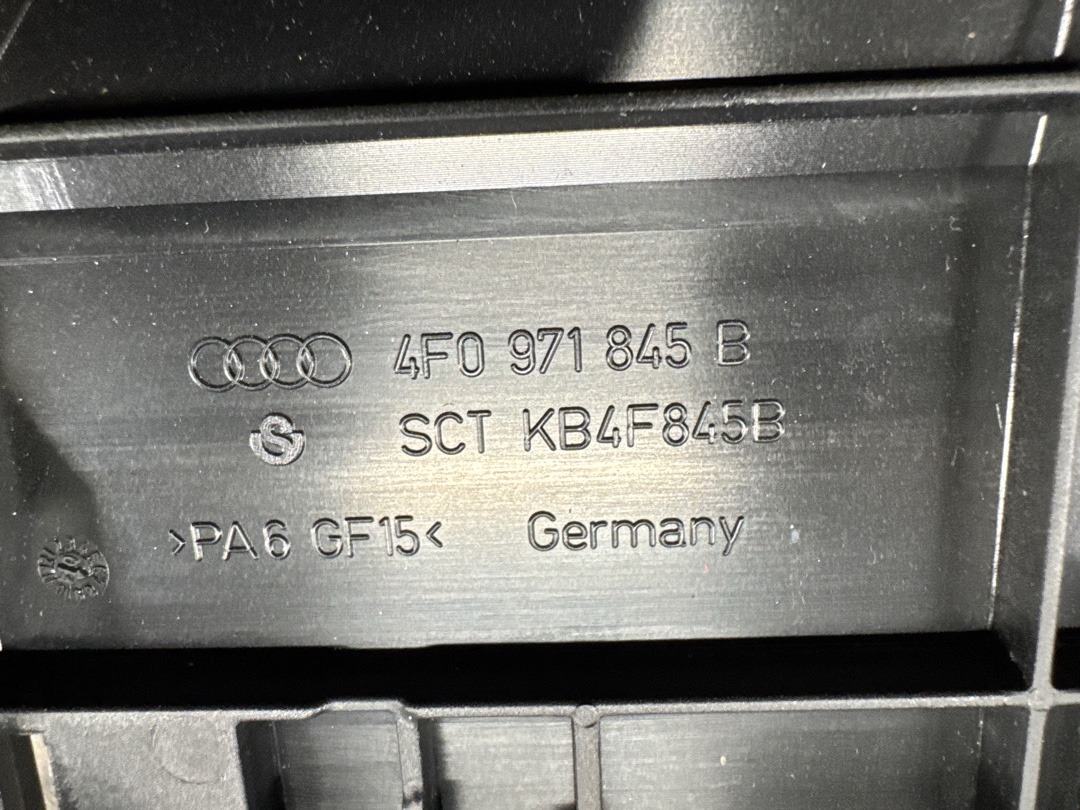 4F0 971 845 B
S SCT KB4F845B
>PA6 GF15< Germany